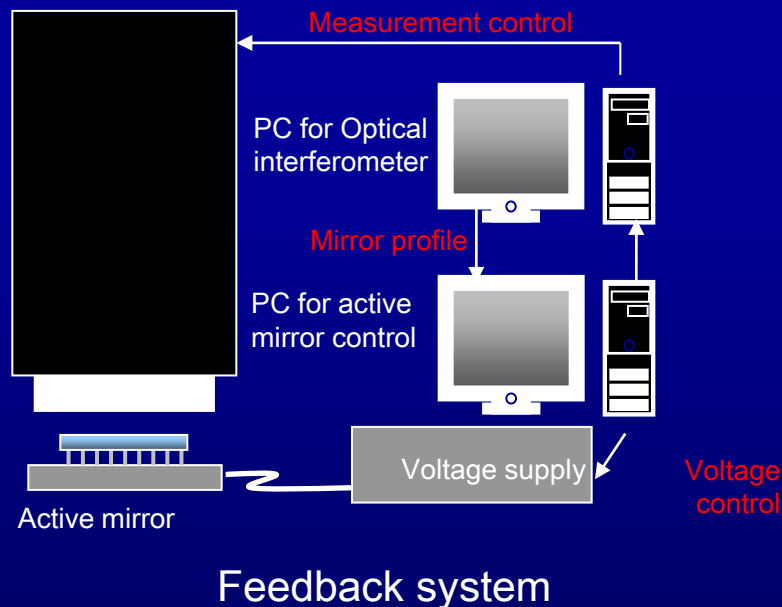 Measurement control
PC for Optical
interferometer
Mirror profile
PC for active
mirror control
Voltage supply
Voltage
control
Active mirror
Feedback system